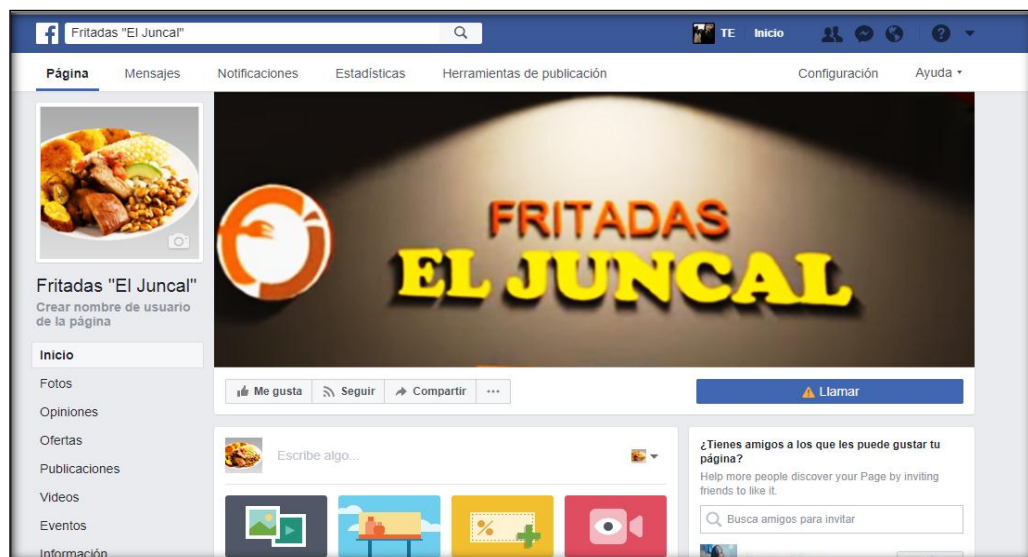 Fritadas "El Juncal"
TE Inicio
Página Mensajes Notificaciones Estadísticas Herramientas de publicación Configuración Ayuda
FRITADAS
EL JUNCAL
Fritadas "El Juncal"
Crear nombre de usuario
de la página
Inicio
Fotos
Opiniones
Ofertas
Publicaciones
Videos
Eventos
Información
Me gusta Seguir Compartir ...
Llamar
Escribe algo...
¿Tienes amigos a los que les puede gustar tu
página?
Help more people discover your Page by inviting
friends to like it.
Busca amigos para invitar